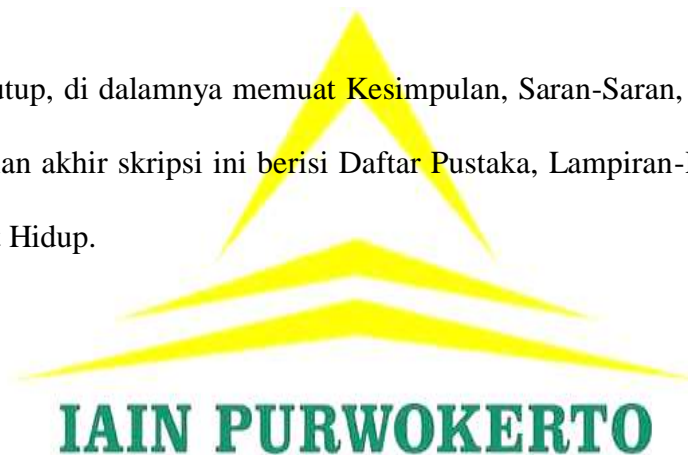 utup, di dalamnya memuat Kesimpulan, Saran-Saran,
an akhir skripsi ini berisi Daftar Pustaka, Lampiran-
Hidup.
IAIN PURWOKERTO